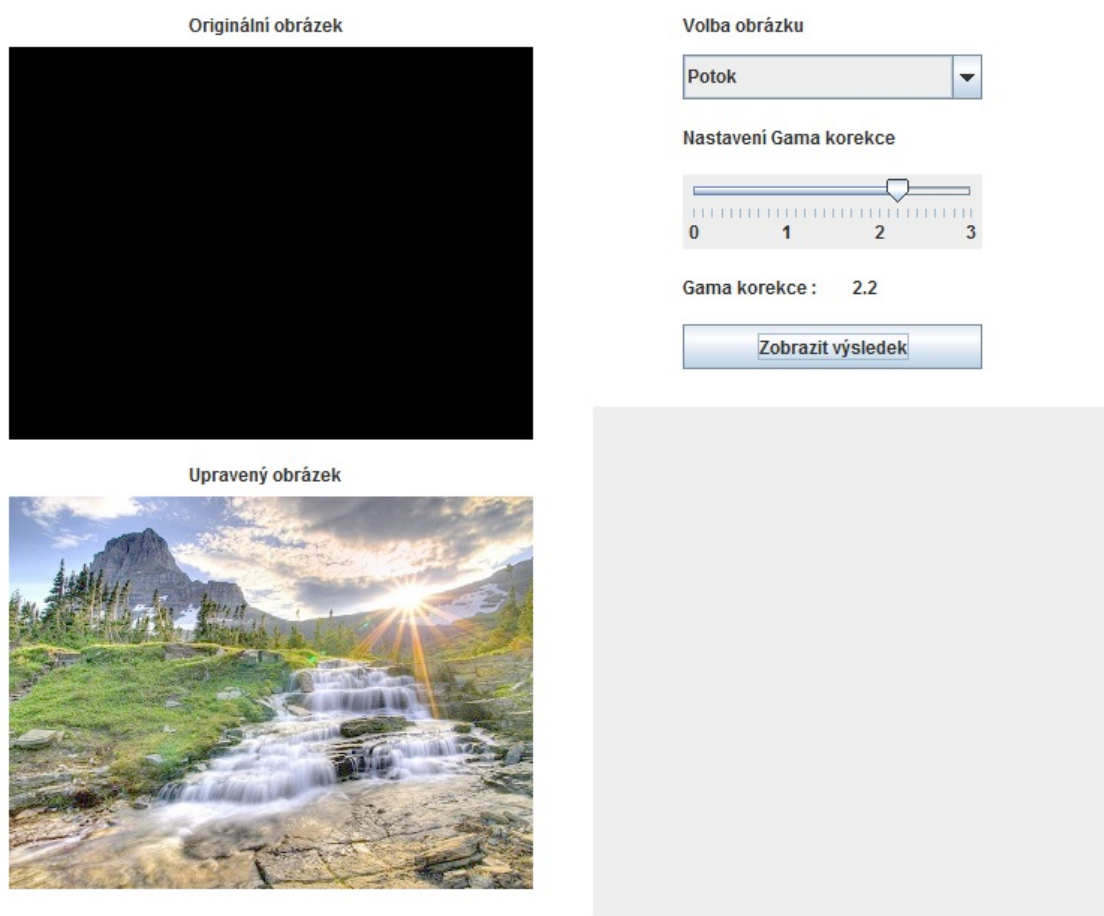 Originální obrázek
Upravený obrázek
Volba obrázku
Potok
Nastavení Gama korekce
0 1 2 3
Gama korekce : 2.2
Zobrazit výsledek